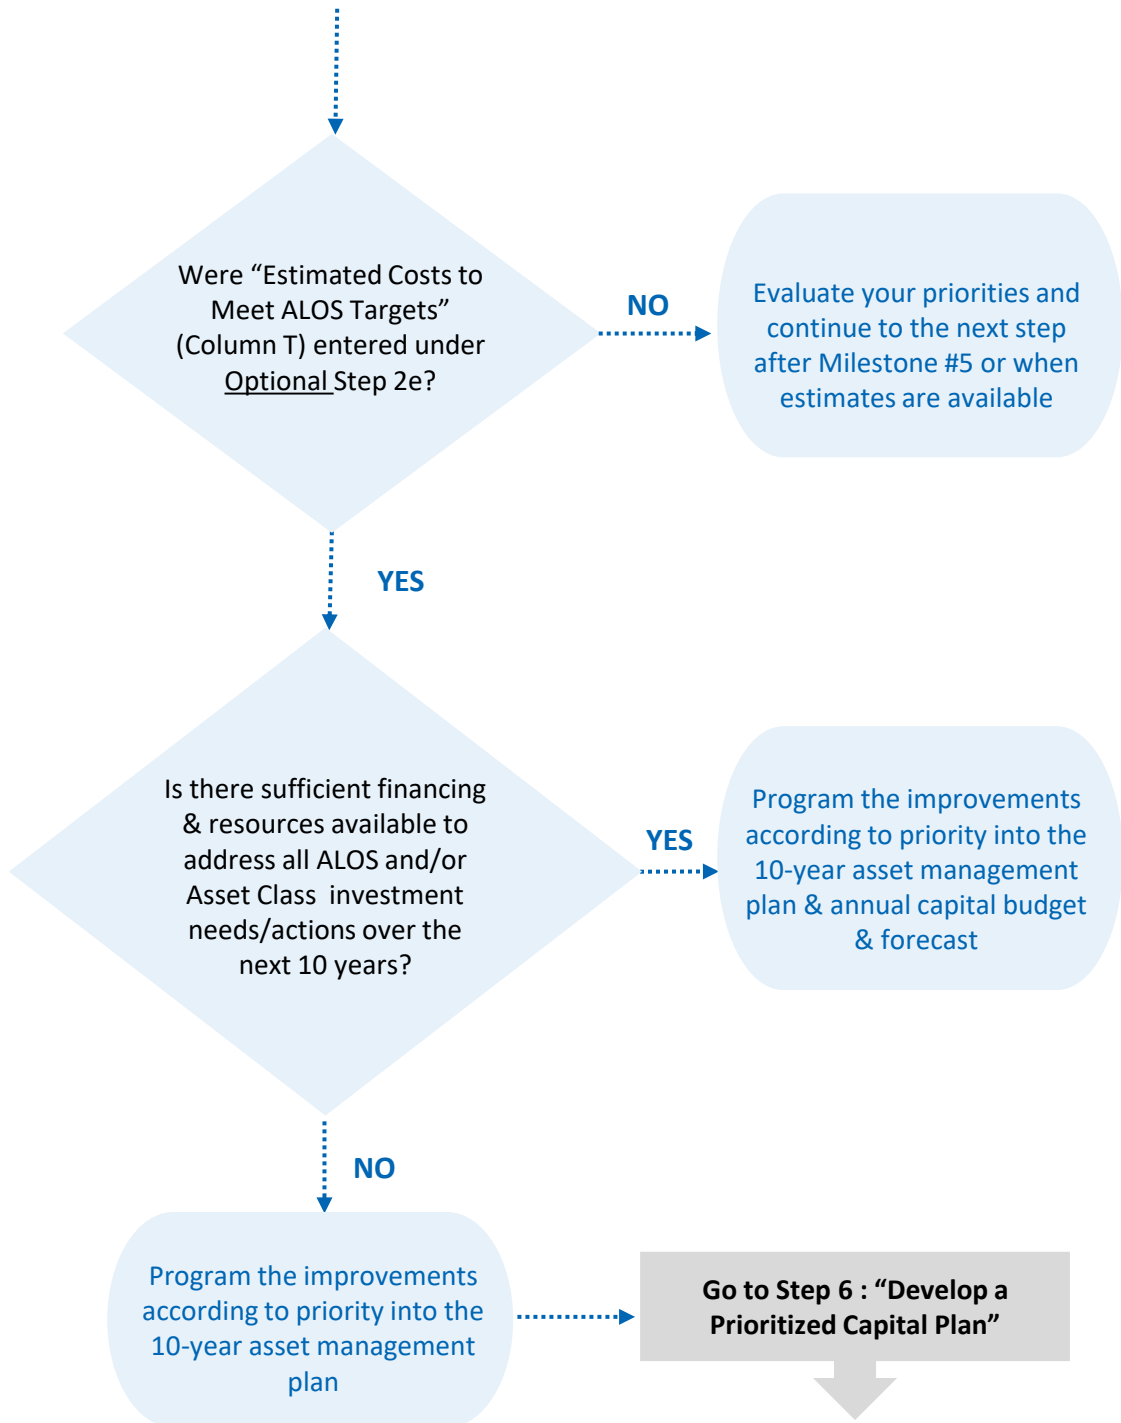 Were “Estimated Costs to
Meet ALOS Targets”
(Column T) entered under
Optional Step 2e?
NO
Evaluate your priorities and
continue to the next step
after Milestone #5 or when
estimates are available
YES
Is there sufficient financing
& resources available to
address all ALOS and/or
Asset Class investment
needs/actions over the
next 10 years?
YES
Program the improvements
according to priority into the
10-year asset management
plan & annual capital budget
& forecast
NO
Program the improvements
according to priority into the
10-year asset management
plan
Go to Step 6 : “Develop a
Prioritized Capital Plan”